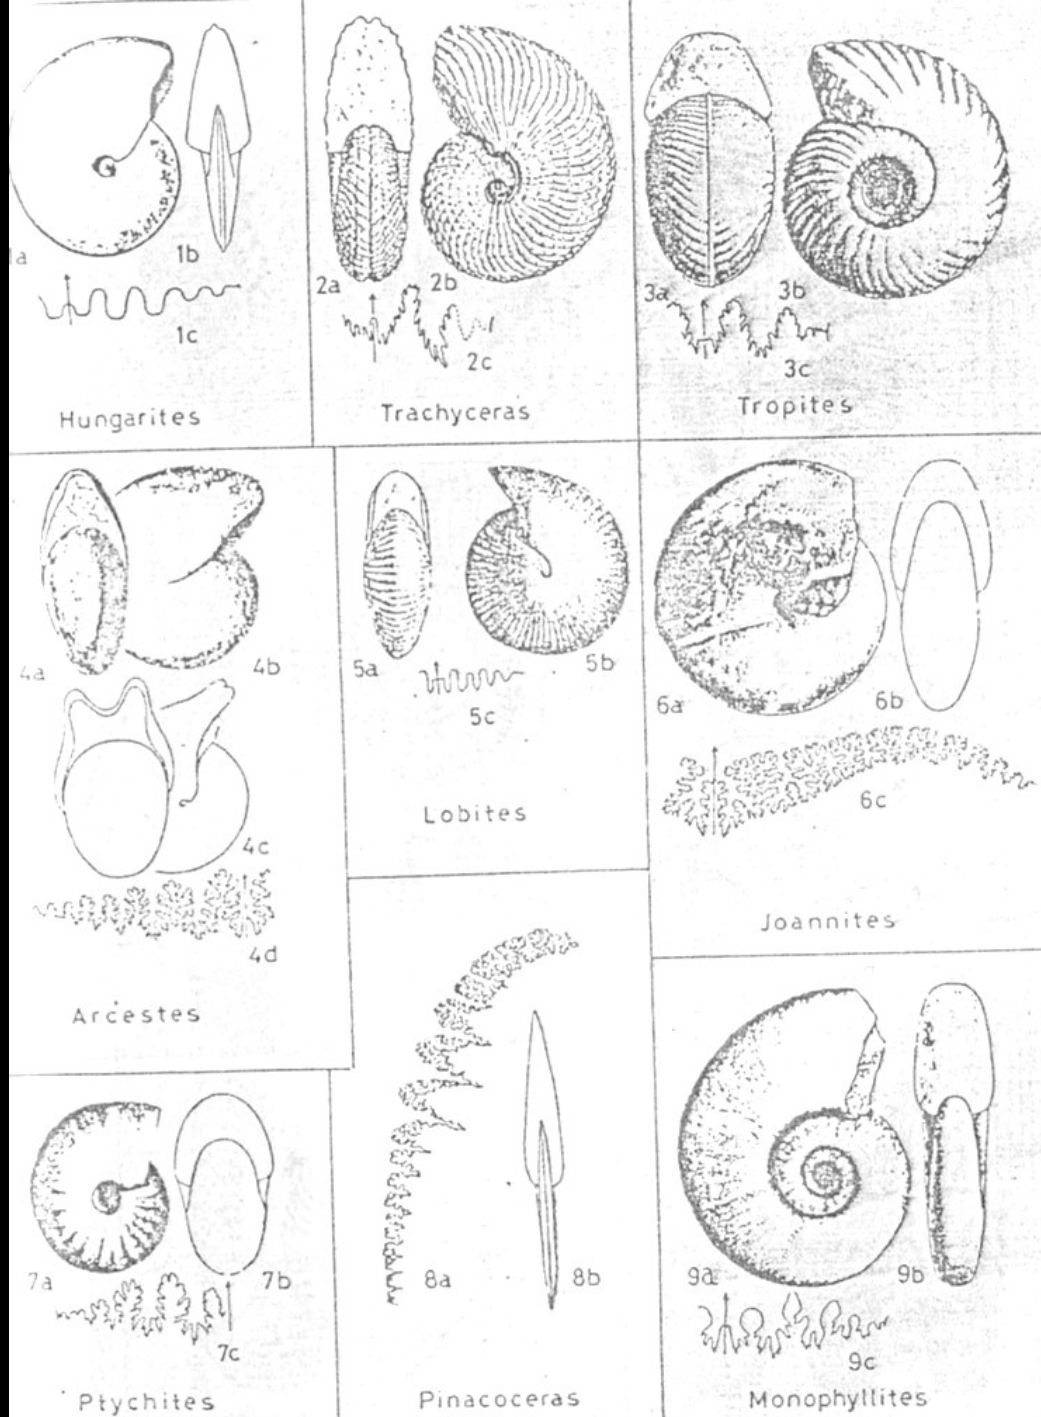 1a
1b
1c
Hungarites
2a
2b
2c
Trachyceras
3a
3b
3c
Tropites
4a
4b
4c
4d
Arcestes
5a
5b
5c
Lobites
6a
6b
6c
Joannites
7a
7b
7c
Ptychites
8a
8b
Pinacoceras
9a
9b
9c
Monophyllites